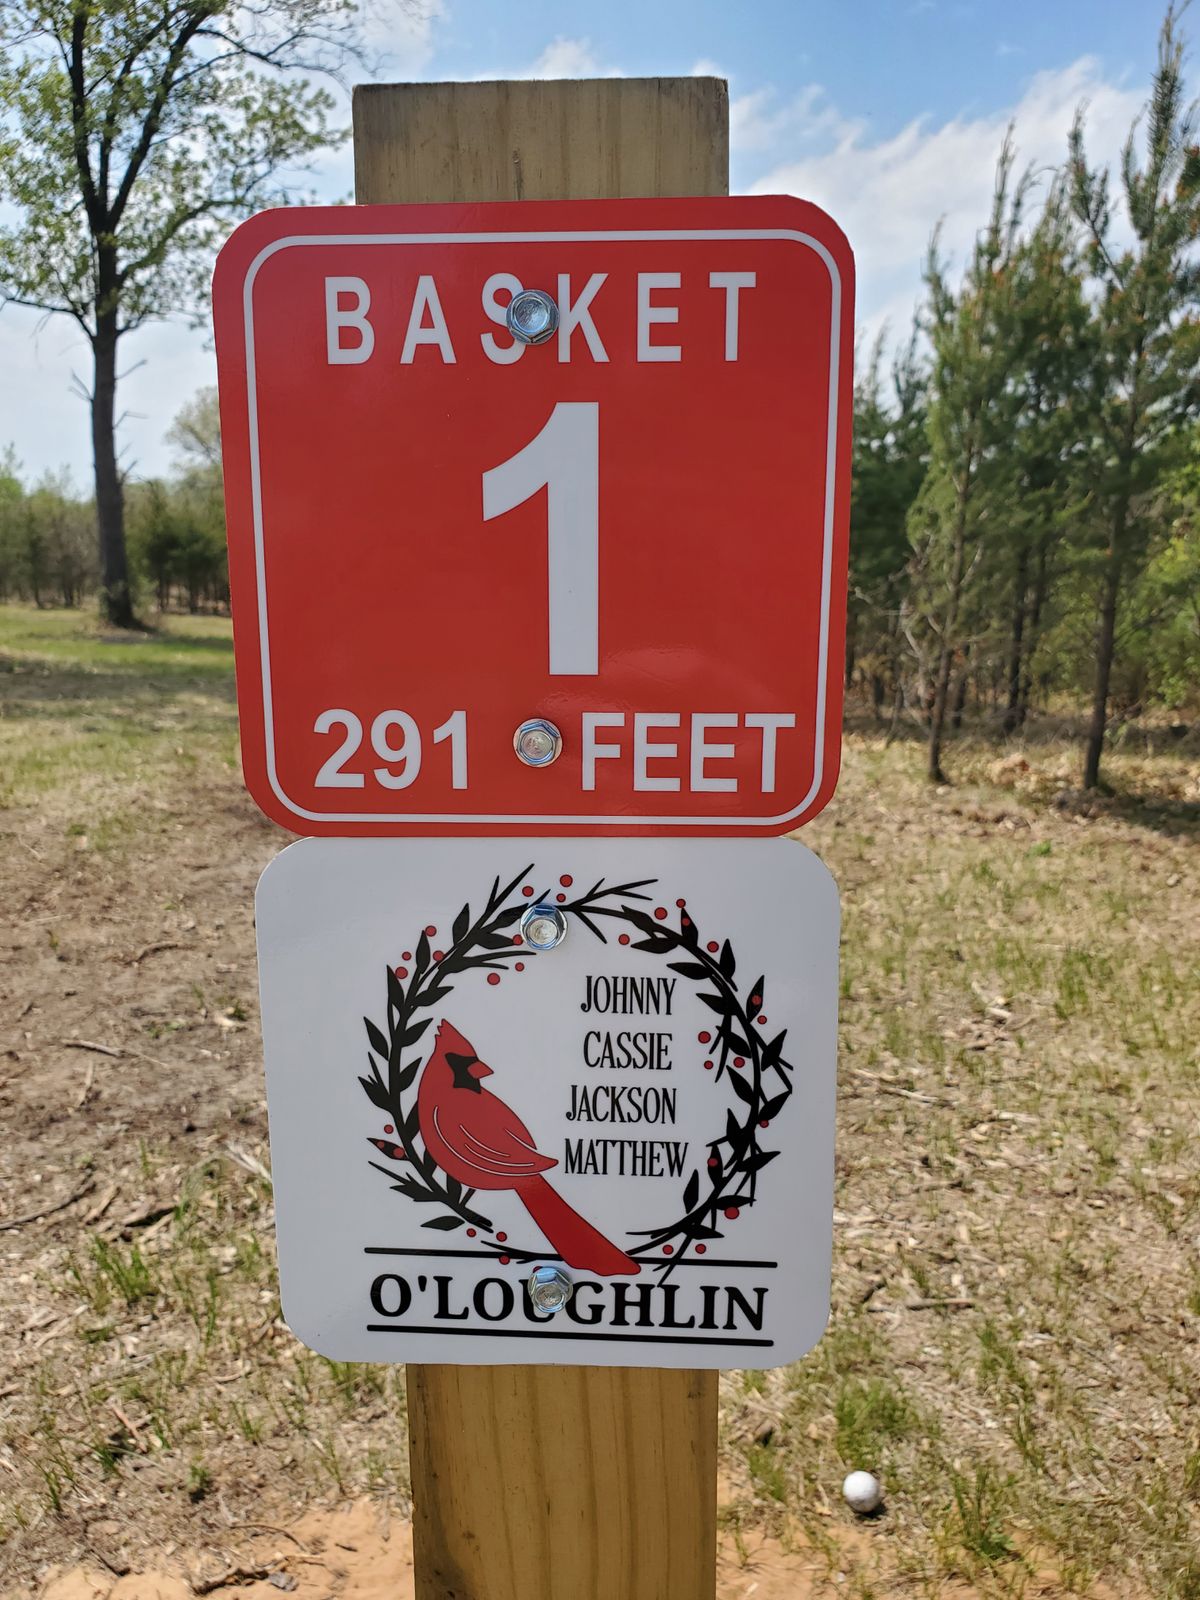 BASKET
1
291 FEET
JOHNNY
CASSIE
JACKSON
MATTHEW
O'LOUGHLIN